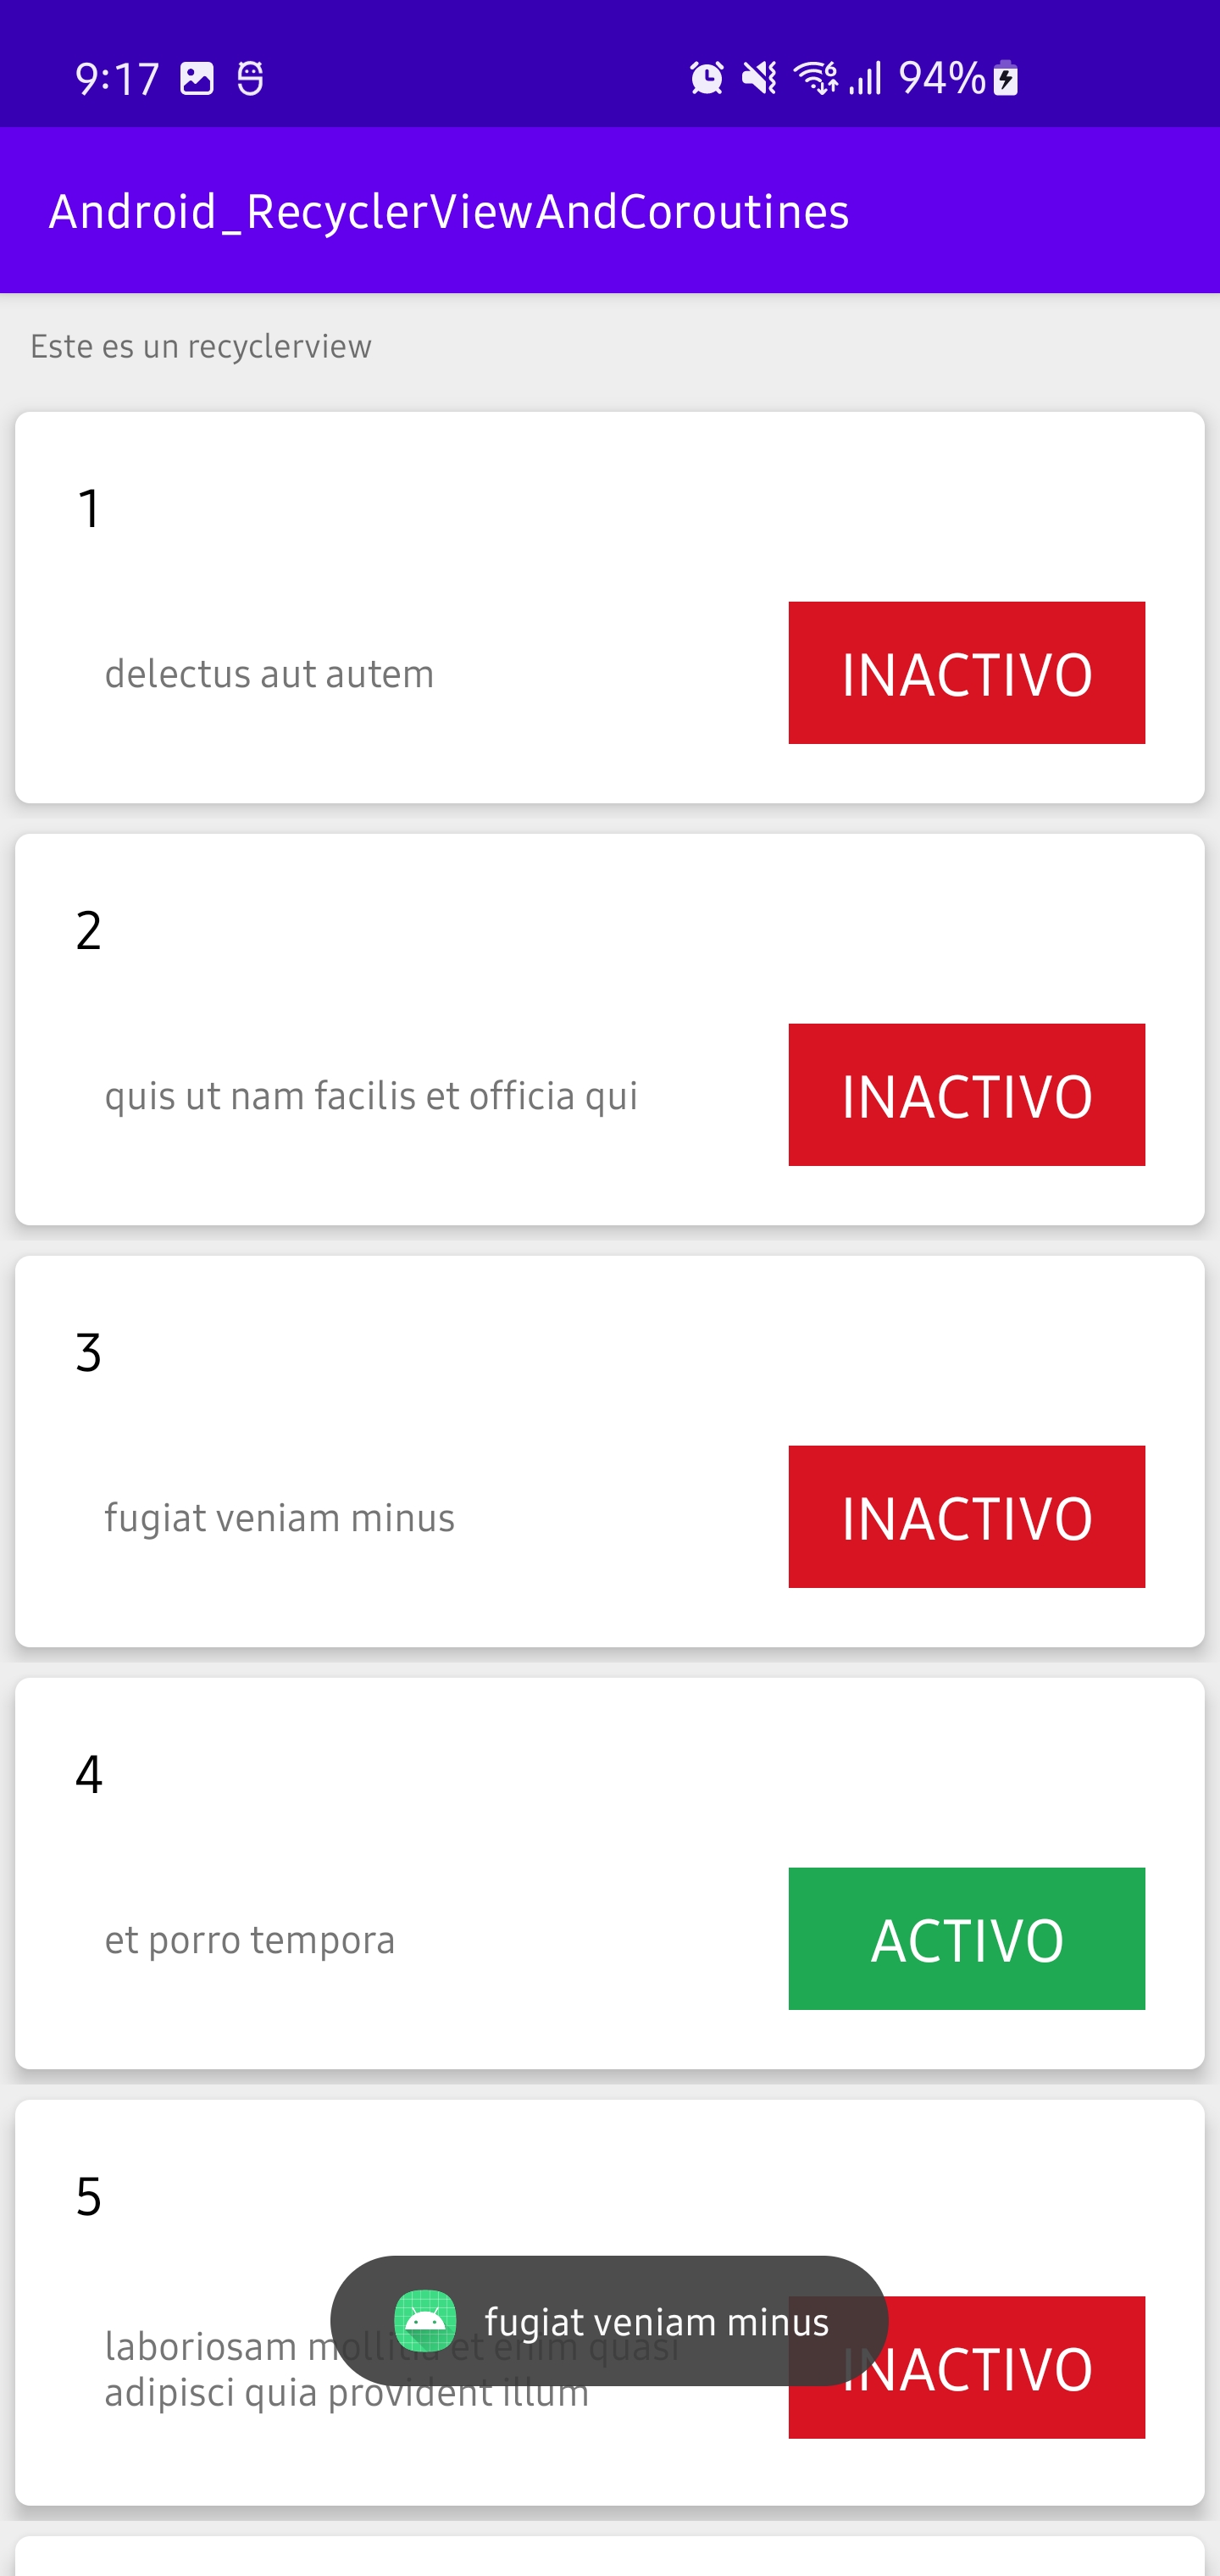 9:17
94%
Android_RecyclerViewAndCoroutines
Este es un recyclerview
1
delectus aut autem
INACTIVO
2
quis ut nam facilis et officia qui
INACTIVO
3
fugiat veniam minus
INACTIVO
4
et porro tempora
ACTIVO
5
laboriosam mollitia et enim quasi
adipisci quia provident illum
INACTIVO
fugiat veniam minus